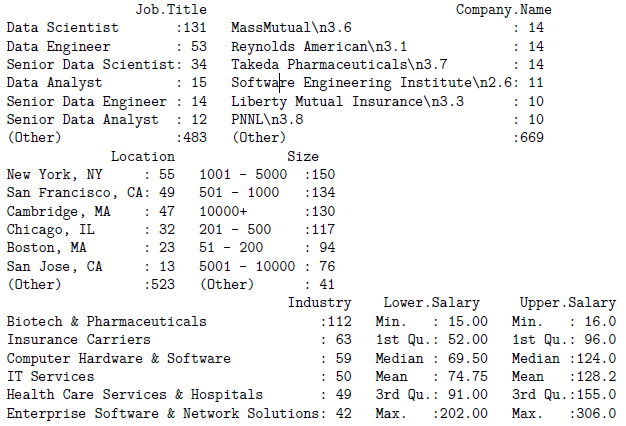 Job.Title Company.Name
Data Scientist :131 MassMutual\n3.6 : 14
Data Engineer : 53 Reynolds American\n3.1 : 14
Senior Data Scientist: 34 Takeda Pharmaceuticals\n3.7 : 14
Data Analyst : 15 Software Engineering Institute\n2.6: 11
Senior Data Engineer : 14 Liberty Mutual Insurance\n3.3 : 10
Senior Data Analyst : 12 PNNL\n3.8 : 10
(Other) :483 (Other) :669
Location Size
New York, NY : 55 1001 - 5000 :150
San Francisco, CA: 49 501 - 1000 :134
Cambridge, MA : 47 10000+ :130
Chicago, IL : 32 201 - 500 :117
Boston, MA : 23 51 - 200 : 94
San Jose, CA : 13 5001 - 10000 : 76
(Other) :523 (Other) : 41
Industry Lower.Salary Upper.Salary
Biotech & Pharmaceuticals :112 Min. : 15.00 Min. : 16.0
Insurance Carriers : 63 1st Qu.: 52.00 1st Qu.: 96.0
Computer Hardware & Software : 59 Median : 69.50 Median :124.0
IT Services : 50 Mean : 74.75 Mean :128.2
Health Care Services & Hospitals : 49 3rd Qu.: 91.00 3rd Qu.:155.0
Enterprise Software & Network Solutions: 42 Max. :202.00 Max. :306.0